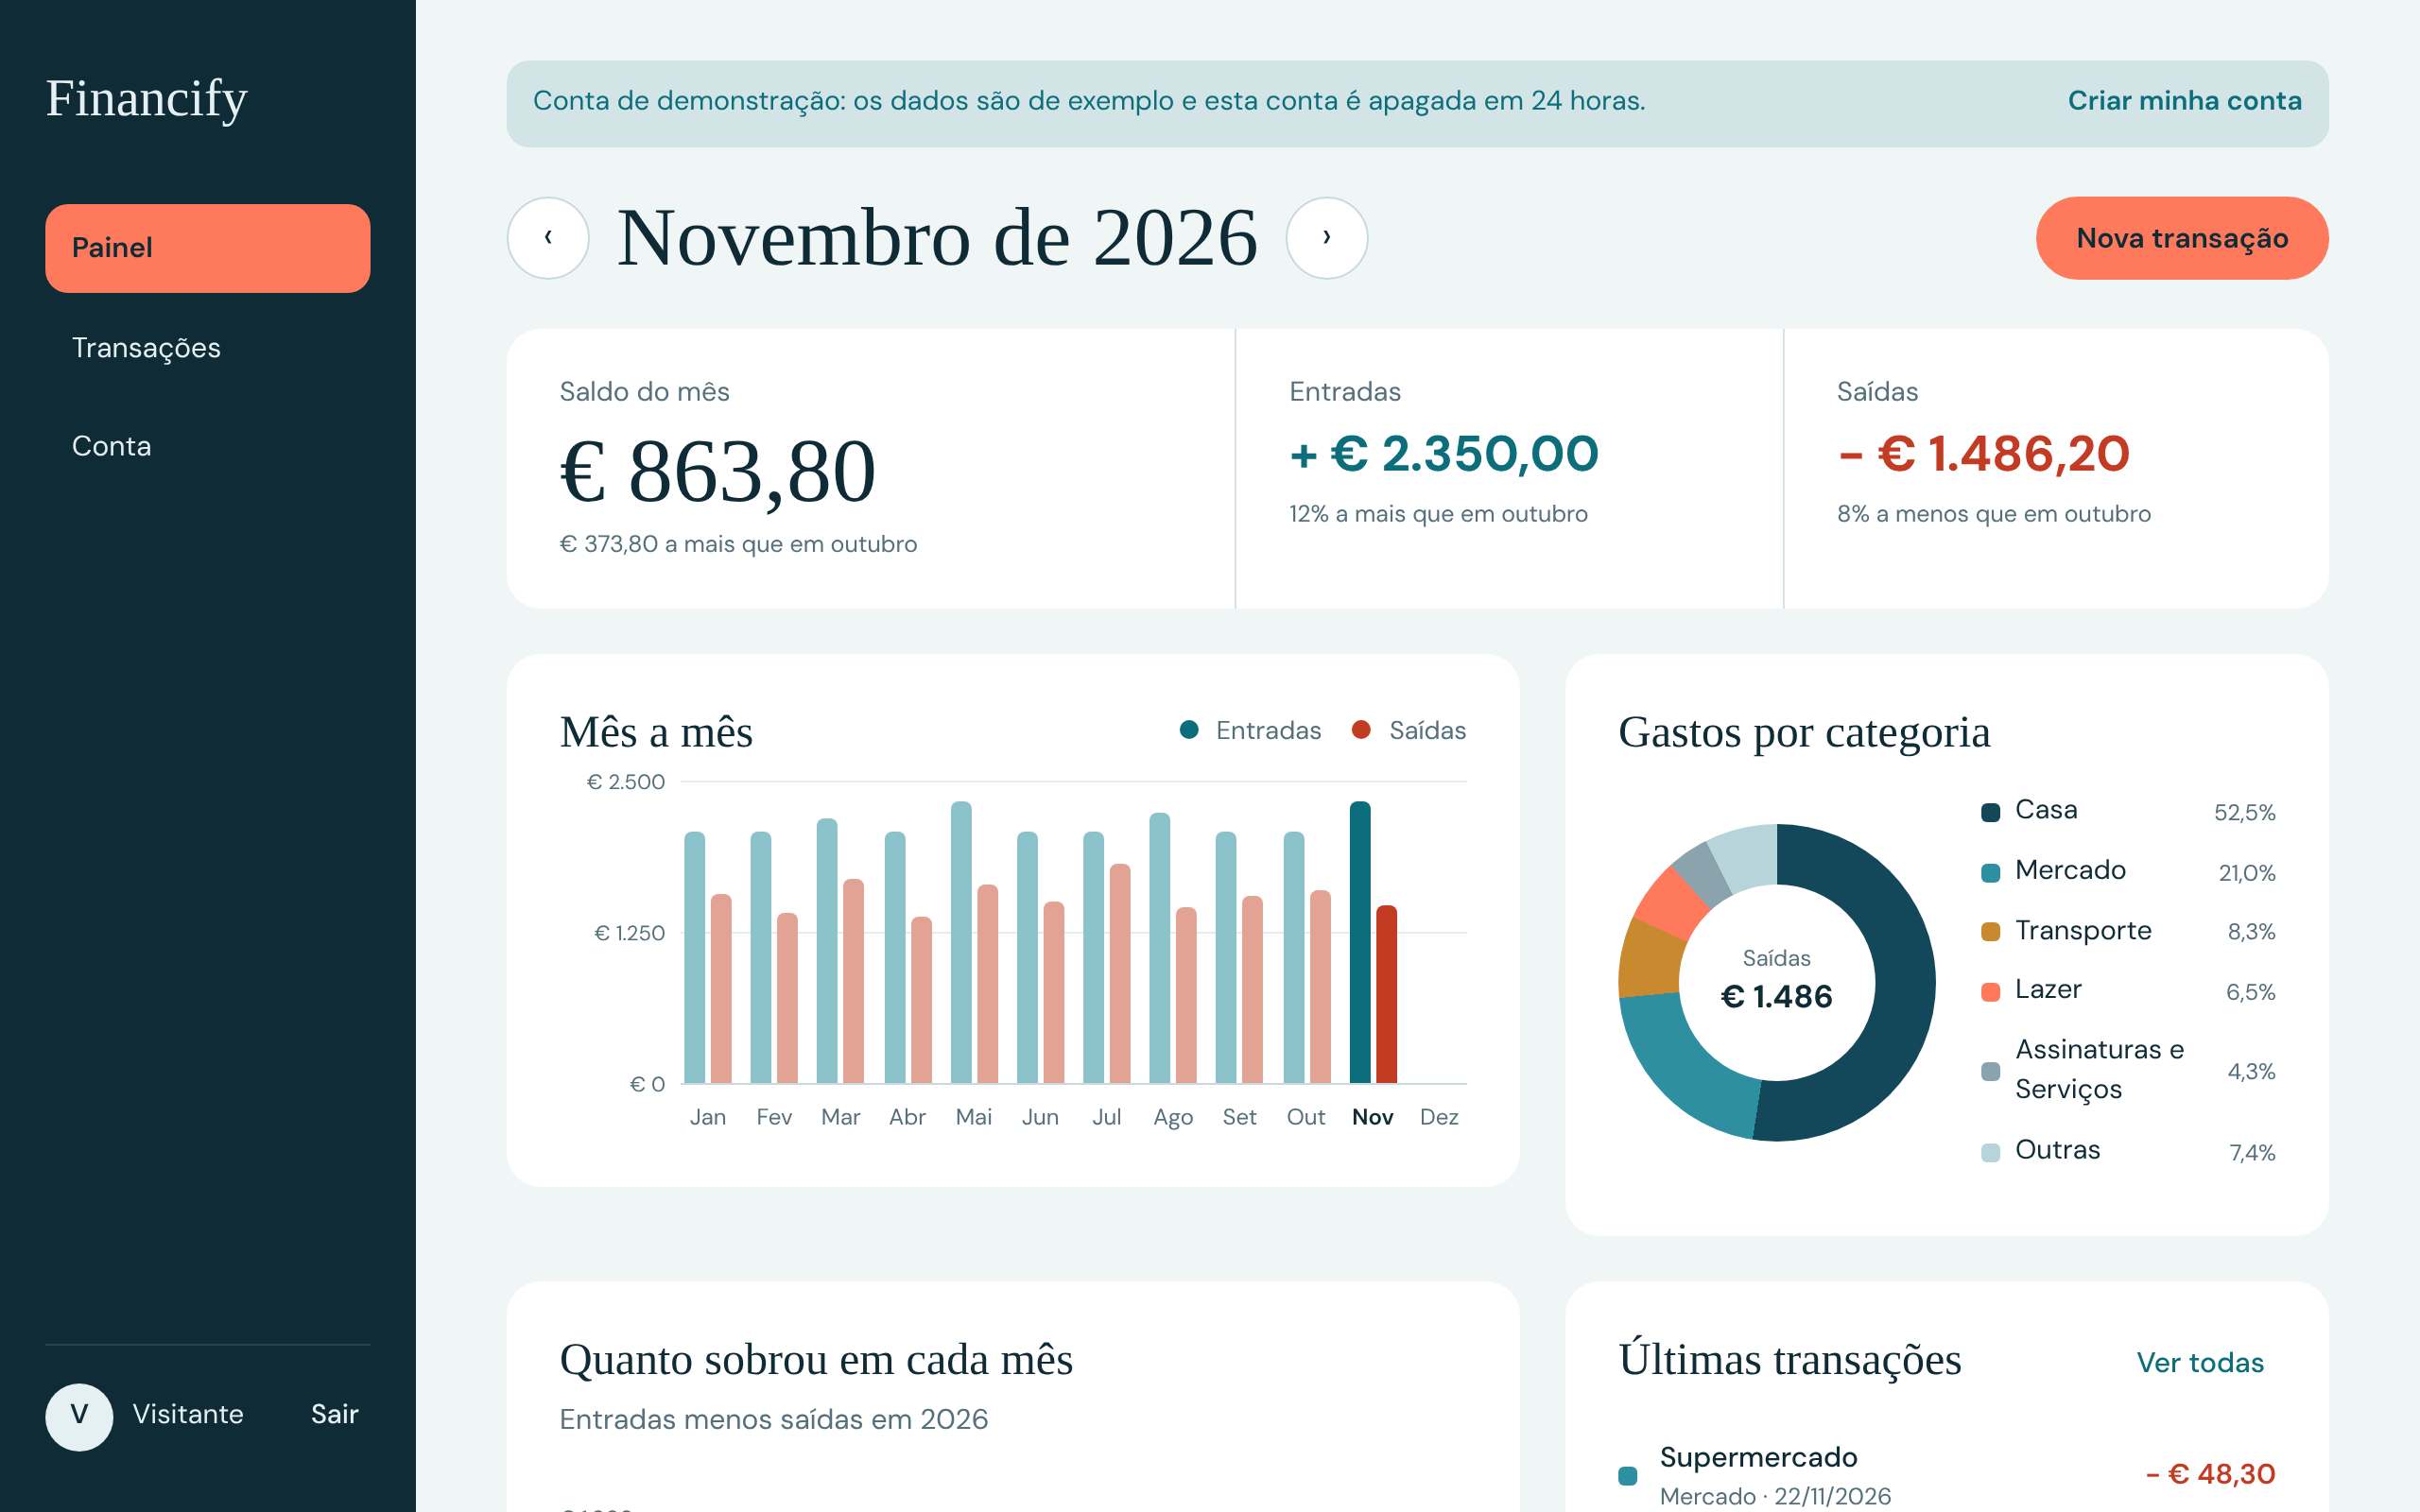 Financify
Painel
Transações
Conta
V Visitante Sair
Conta de demonstração: os dados são de exemplo e esta conta é apagada em 24 horas. Criar minha conta
‹ Novembro de 2026 › Nova transação
Saldo do mês
€ 863,80
€ 373,80 a mais que em outubro
Entradas
+ € 2.350,00
12% a mais que em outubro
Saídas
− € 1.486,20
8% a menos que em outubro
Mês a mês
Entradas Saídas
€ 2.500
€ 1.250
€ 0
Jan Fev Mar Abr Mai Jun Jul Ago Set Out Nov Dez
Gastos por categoria
Saídas
€ 1.486
Casa 52,5%
Mercado 21,0%
Transporte 8,3%
Lazer 6,5%
Assinaturas e
Serviços 4,3%
Outras 7,4%
Quanto sobrou em cada mês
Entradas menos saídas em 2026
Últimas transações Ver todas
Supermercado
Mercado · 22/11/2026
− € 48,30